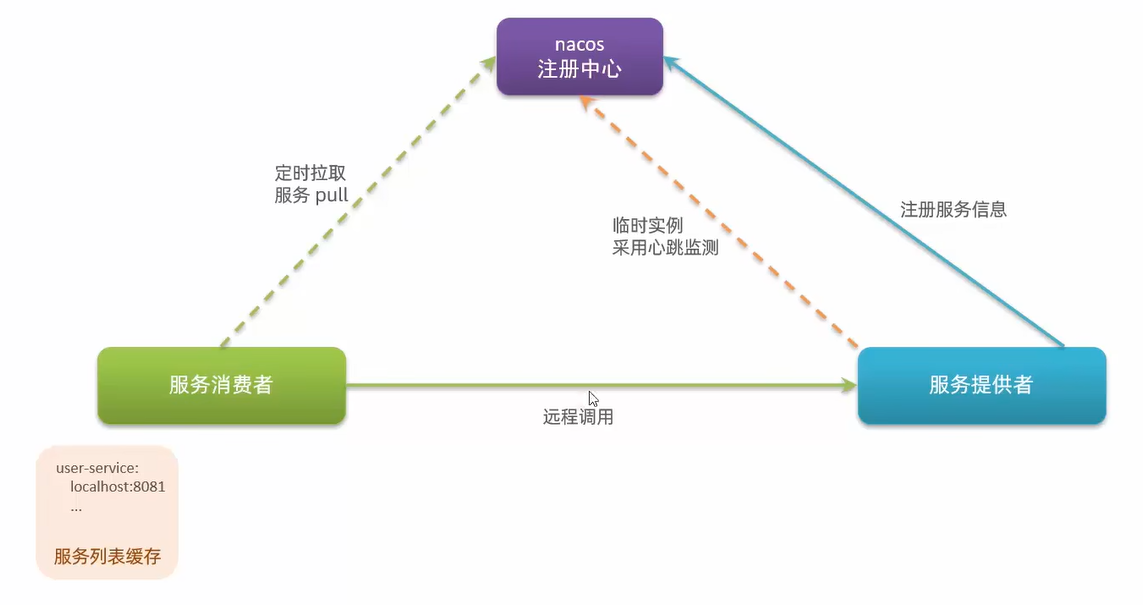 nacos
注册中心
定时拉取
服务 pull
临时实例
采用心跳监测
注册服务信息
服务消费者
服务提供者
远程调用
user-service:
localhost:8081
...
服务列表缓存